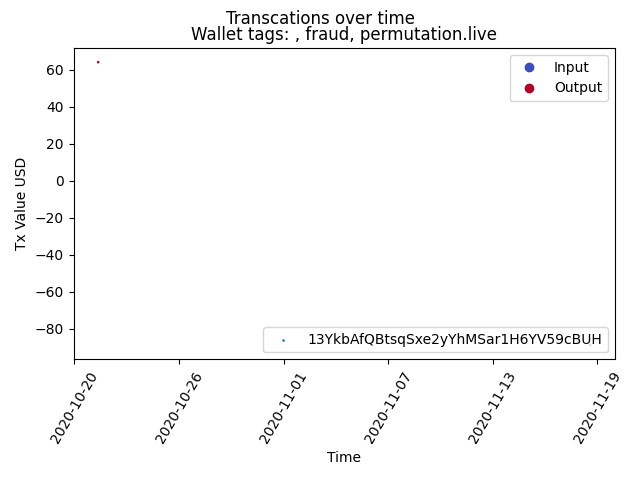 Transcations over time
Wallet tags: , fraud, permutation.live
Input
Output
60
40
20
0
−20
−40
−60
−80
Tx Value USD
13YkbAfQBtsqSxe2yYhMSar1H6YV59cBUH
2020-10-20
2020-10-26
2020-11-01
2020-11-07
2020-11-13
2020-11-19
Time